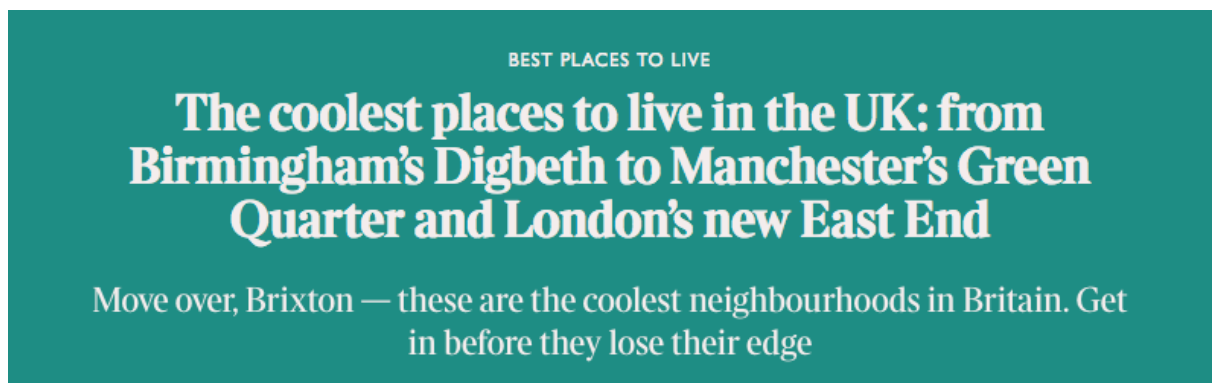 BEST PLACES TO LIVE
The coolest places to live in the UK: from
Birmingham’s Digbeth to Manchester’s Green
Quarter and London’s new East End
Move over, Brixton — these are the coolest neighbourhoods in Britain. Get
in before they lose their edge